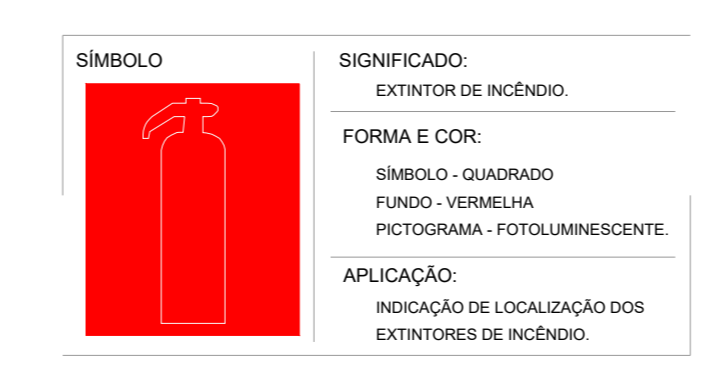 SÍMBOLO
SIGNIFICADO:
EXTINTOR DE INCÊNDIO.
FORMA E COR:
SÍMBOLO - QUADRADO
FUNDO - VERMELHA
PICTOGRAMA - FOTOLUMINESCENTE.
APLICAÇÃO:
INDICAÇÃO DE LOCALIZAÇÃO DOS
EXTINTORES DE INCÊNDIO.